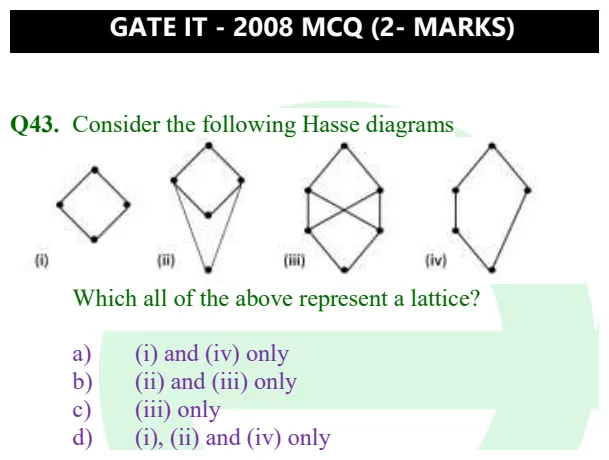 GATE IT - 2008 MCQ (2- MARKS)
Q43. Consider the following Hasse diagrams
(i) (ii) (iii) (iv)
Which all of the above represent a lattice?
a) (i) and (iv) only
b) (ii) and (iii) only
c) (iii) only
d) (i), (ii) and (iv) only